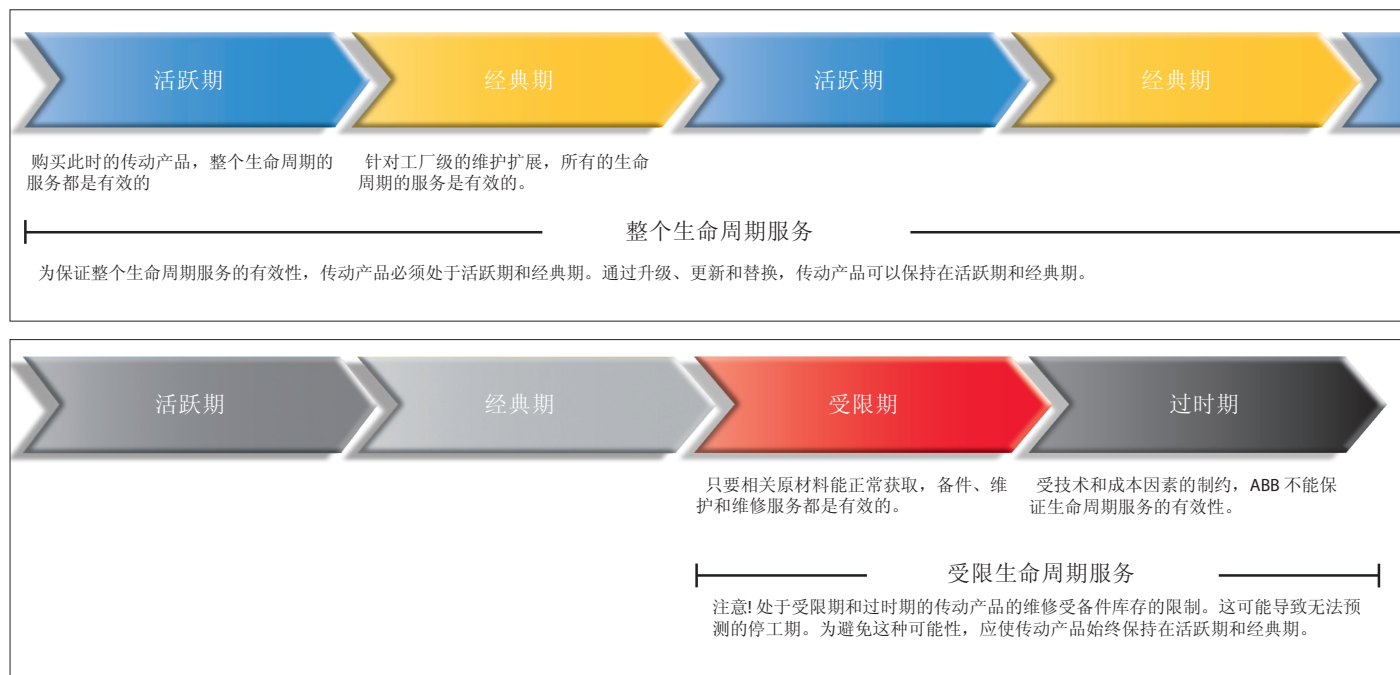 活跃期
经典期
活跃期
经典期
购买此时的传动产品，整个生命周期的
服务都是有效的
针对工厂级的维护扩展，所有的生命
周期的服务是有效的。
整个生命周期服务
为保证整个生命周期服务的有效性，传动产品必须处于活跃期和经典期。通过升级、更新和替换，传动产品可以保持在活跃期和经典期。
活跃期
经典期
受限期
过时期
只要相关原材料能正常获取，备件、维
护和维修服务都是有效的。
受技术和成本因素的制约，ABB 不能保
证生命周期服务的有效性。
受限生命周期服务
注意! 处于受限期和过时期的传动产品的维修受备件库存的限制。这可能导致无法预
测的停工期。为避免这种可能性，应使传动产品始终保持在活跃期和经典期。